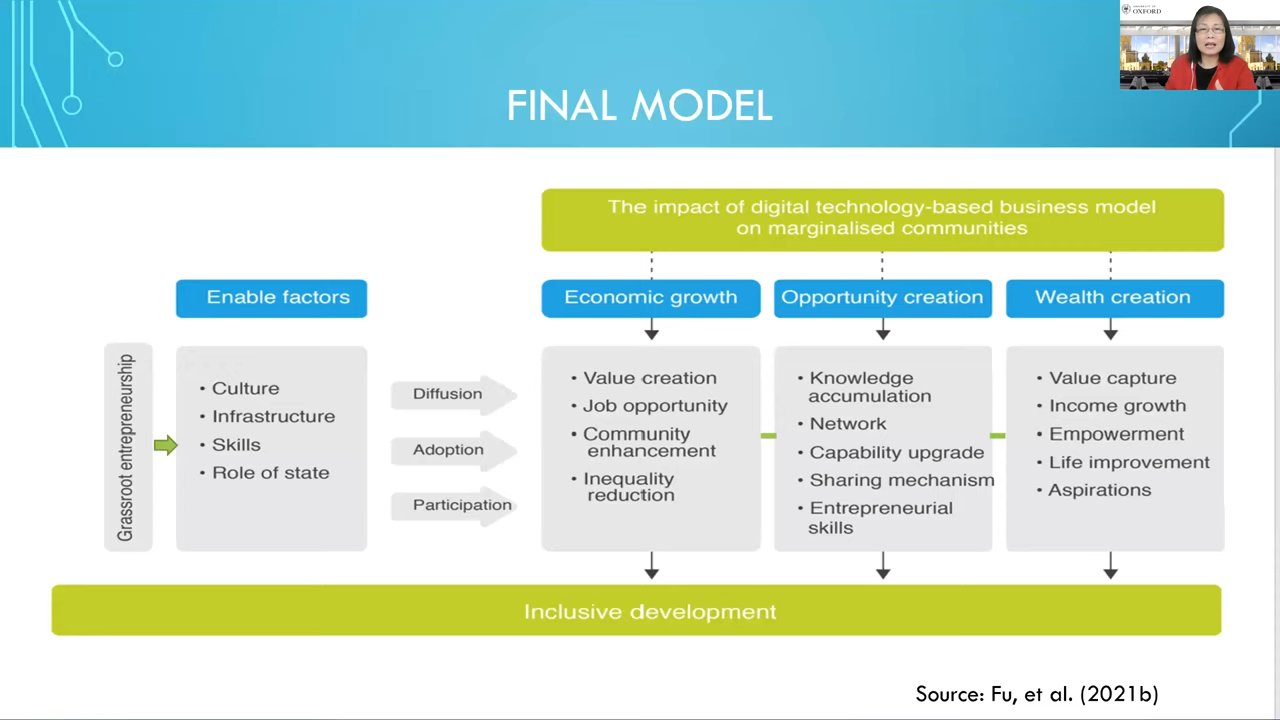 UNIVERSITY OF
OXFORD
FINAL MODEL
The impact of digital technology-based business model
on marginalised communities
Enable factors
Economic growth
Opportunity creation
Wealth creation
Grassroot entrepreneurship
• Culture
• Infrastructure
• Skills
• Role of state
Diffusion
Adoption
Participation
• Value creation
• Job opportunity
• Community
enhancement
• Inequality
reduction
• Knowledge
accumulation
• Network
• Capability upgrade
• Sharing mechanism
• Entrepreneurial
skills
• Value capture
• Income growth
• Empowerment
• Life improvement
• Aspirations
Inclusive development
Source: Fu, et al. (2021b)